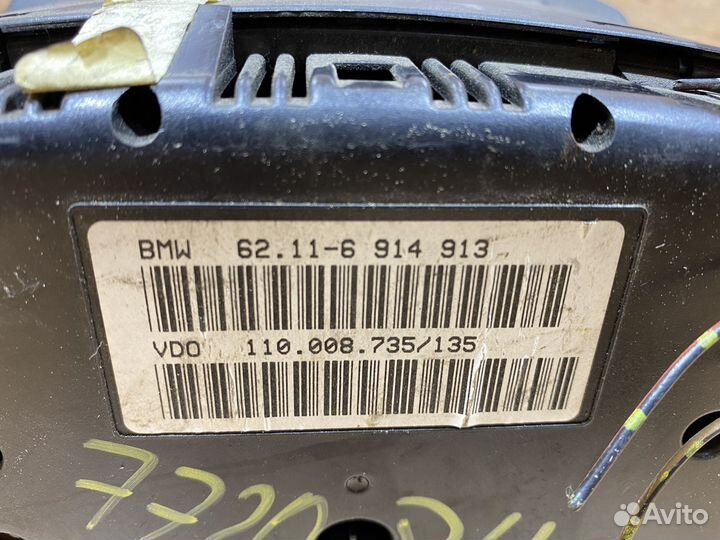 BMW 62.11-6 914 913
VDO 110.008.735/135
Avito